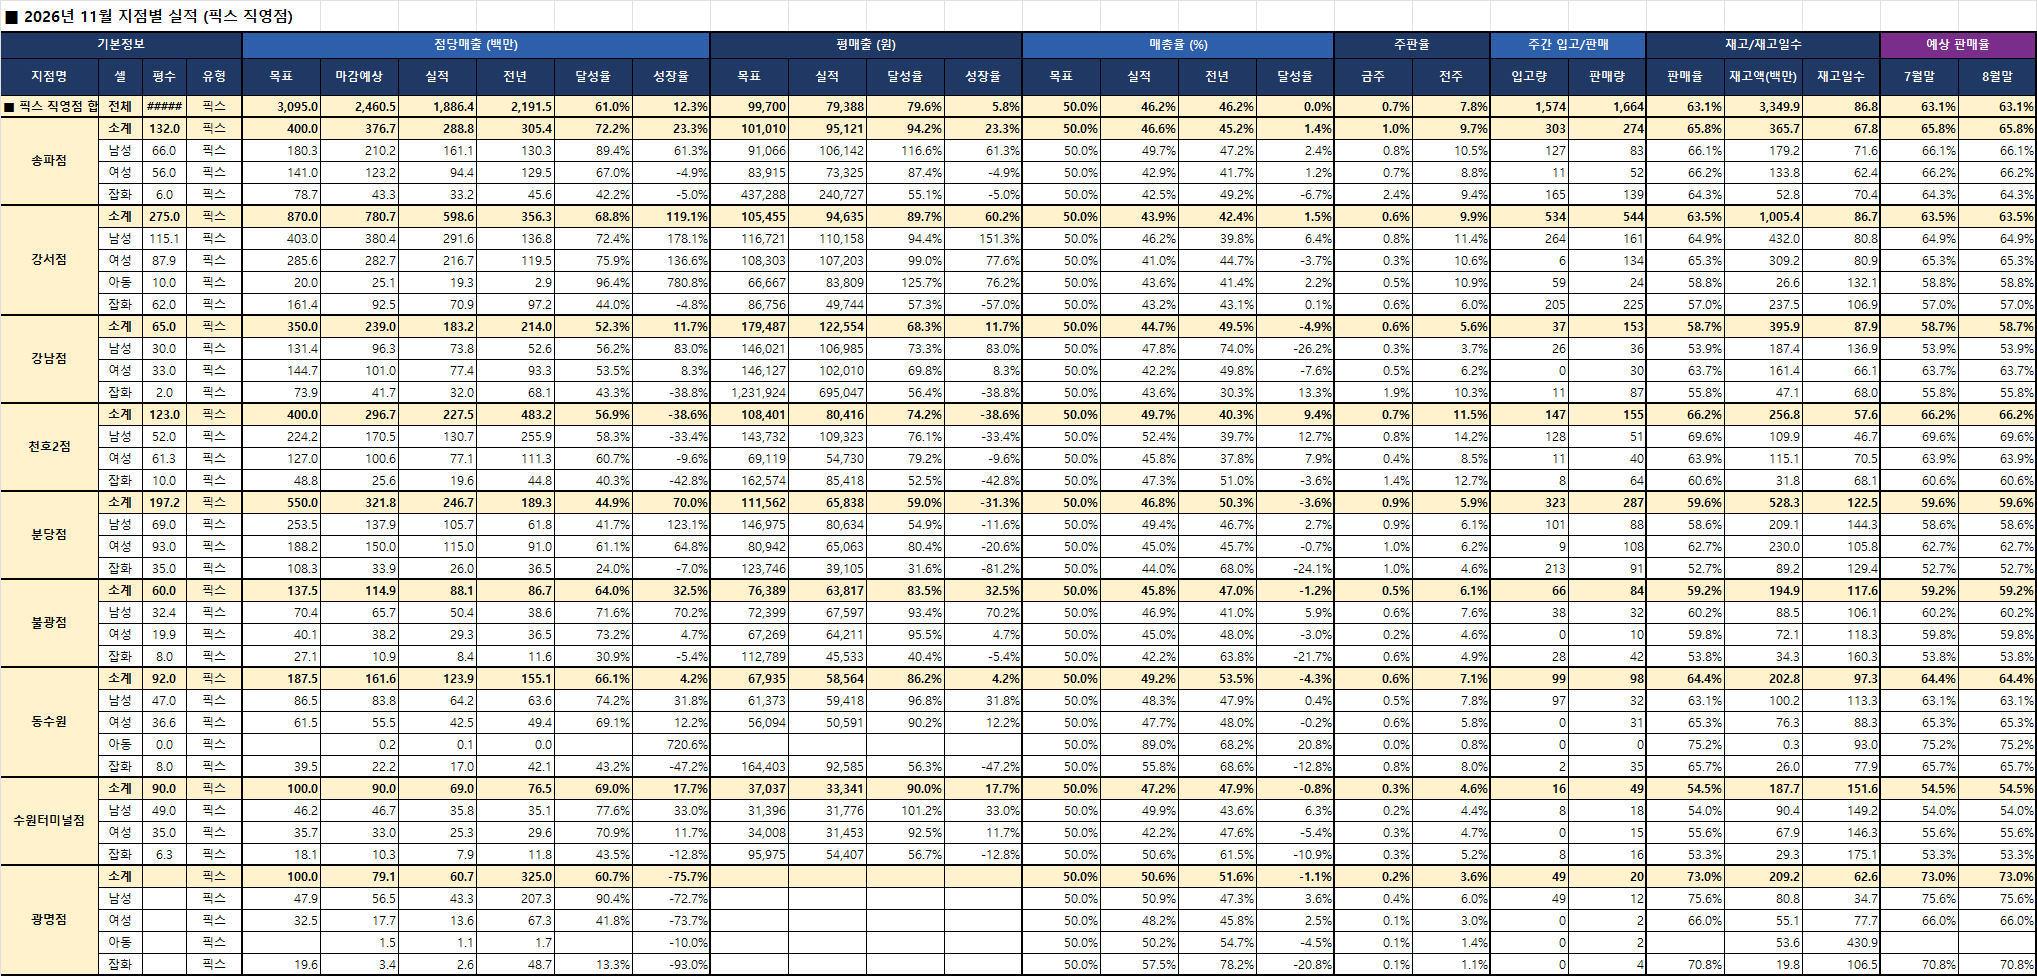 ■ 2026년 11월 지점별 실적 (픽스 직영점)
기본정보 점당매출 (백만) 평매출 (원) 매총율 (%) 주판율 주간 입고/판매 재고/재고일수 예상 판매율
지점명 셀 평수 유형 목표 마감예상 실적 전년 달성율 성장율 목표 실적 달성율 성장율 목표 실적 전년 달성율 금주 전주 입고량 판매량 판매율 재고액(백만) 재고일수 7월말 8월말
■ 픽스 직영점 합 전체 ##### 픽스 3,095.0 2,460.5 1,886.4 2,191.5 61.0% 12.3% 99,700 79,388 79.6% 5.8% 50.0% 46.2% 46.2% 0.0% 0.7% 7.8% 1,574 1,664 63.1% 3,349.9 86.8 63.1% 63.1%
송파점 소계 132.0 픽스 400.0 376.7 288.8 305.4 72.2% 23.3% 101,010 95,121 94.2% 23.3% 50.0% 46.6% 45.2% 1.4% 1.0% 9.7% 303 274 65.8% 365.7 67.8 65.8% 65.8%
남성 66.0 픽스 180.3 210.2 161.1 130.3 89.4% 61.3% 91,066 106,142 116.6% 61.3% 50.0% 49.7% 47.2% 2.4% 0.8% 10.5% 127 83 66.1% 179.2 71.6 66.1% 66.1%
여성 56.0 픽스 141.0 123.2 94.4 129.5 67.0% -4.9% 83,915 73,325 87.4% -4.9% 50.0% 42.9% 41.7% 1.2% 0.7% 8.8% 11 52 66.2% 133.8 62.4 66.2% 66.2%
잡화 6.0 픽스 78.7 43.3 33.2 45.6 42.2% -5.0% 437,288 240,727 55.1% -5.0% 50.0% 42.5% 49.2% -6.7% 2.4% 9.4% 165 139 64.3% 52.8 70.4 64.3% 64.3%
강서점 소계 275.0 픽스 870.0 780.7 598.6 356.3 68.8% 119.1% 105,455 94,635 89.7% 60.2% 50.0% 43.9% 42.4% 1.5% 0.6% 9.9% 534 544 63.5% 1,005.4 86.7 63.5% 63.5%
남성 115.1 픽스 403.0 380.4 291.6 136.8 72.4% 178.1% 116,721 110,158 94.4% 151.3% 50.0% 46.2% 39.8% 6.4% 0.8% 11.4% 264 161 64.9% 432.0 80.8 64.9% 64.9%
여성 87.9 픽스 285.6 282.7 216.7 119.5 75.9% 136.6% 108,303 107,203 99.0% 77.6% 50.0% 41.0% 44.7% -3.7% 0.3% 10.6% 6 134 65.3% 309.2 80.9 65.3% 65.3%
아동 10.0 픽스 20.0 25.1 19.3 2.9 96.4% 780.8% 66,667 83,809 125.7% 76.2% 50.0% 43.6% 41.4% 2.2% 0.5% 10.9% 59 24 58.8% 26.6 132.1 58.8% 58.8%
잡화 62.0 픽스 161.4 92.5 70.9 97.2 44.0% -4.8% 86,756 49,744 57.3% -57.0% 50.0% 43.2% 43.1% 0.1% 0.6% 6.0% 205 225 57.0% 237.5 106.9 57.0% 57.0%
강남점 소계 65.0 픽스 350.0 239.0 183.2 214.0 52.3% 11.7% 179,487 122,554 68.3% 11.7% 50.0% 44.7% 49.5% -4.9% 0.6% 5.6% 37 153 58.7% 395.9 87.9 58.7% 58.7%
남성 30.0 픽스 131.4 96.3 73.8 52.6 56.2% 83.0% 146,021 106,985 73.3% 83.0% 50.0% 47.8% 74.0% -26.2% 0.3% 3.7% 26 36 53.9% 187.4 136.9 53.9% 53.9%
여성 33.0 픽스 144.7 101.0 77.4 93.3 53.5% 8.3% 146,127 102,010 69.8% 8.3% 50.0% 42.2% 49.8% -7.6% 0.5% 6.2% 0 30 63.7% 161.4 66.1 63.7% 63.7%
잡화 2.0 픽스 73.9 41.7 32.0 68.1 43.3% -38.8% 1,231,924 695,047 56.4% -38.8% 50.0% 43.6% 30.3% 13.3% 1.9% 10.3% 11 87 55.8% 47.1 68.0 55.8% 55.8%
천호2점 소계 123.0 픽스 400.0 296.7 227.5 483.2 56.9% -38.6% 108,401 80,416 74.2% -38.6% 50.0% 49.7% 40.3% 9.4% 0.7% 11.5% 147 155 66.2% 256.8 57.6 66.2% 66.2%
남성 52.0 픽스 224.2 170.5 130.7 255.9 58.3% -33.4% 143,732 109,323 76.1% -33.4% 50.0% 52.4% 39.7% 12.7% 0.8% 14.2% 128 51 69.6% 109.9 46.7 69.6% 69.6%
여성 61.3 픽스 127.0 100.6 77.1 111.3 60.7% -9.6% 69,119 54,730 79.2% -9.6% 50.0% 45.8% 37.8% 7.9% 0.4% 8.5% 11 40 63.9% 115.1 70.5 63.9% 63.9%
잡화 10.0 픽스 48.8 25.6 19.6 44.8 40.3% -42.8% 162,574 85,418 52.5% -42.8% 50.0% 47.3% 51.0% -3.6% 1.4% 12.7% 8 64 60.6% 31.8 68.1 60.6% 60.6%
분당점 소계 197.2 픽스 550.0 321.8 246.7 189.3 44.9% 70.0% 111,562 65,838 59.0% -31.3% 50.0% 46.8% 50.3% -3.6% 0.9% 5.9% 323 287 59.6% 528.3 122.5 59.6% 59.6%
남성 69.0 픽스 253.5 137.9 105.7 61.8 41.7% 123.1% 146,975 80,634 54.9% -11.6% 50.0% 49.4% 46.7% 2.7% 0.9% 6.1% 101 88 58.6% 209.1 144.3 58.6% 58.6%
여성 93.0 픽스 188.2 150.0 115.0 91.0 61.1% 64.8% 80,942 65,063 80.4% -20.6% 50.0% 45.0% 45.7% -0.7% 1.0% 6.2% 9 108 62.7% 230.0 105.8 62.7% 62.7%
잡화 35.0 픽스 108.3 33.9 26.0 36.5 24.0% -7.0% 123,746 39,105 31.6% -81.2% 50.0% 44.0% 68.0% -24.1% 1.0% 4.6% 213 91 52.7% 89.2 129.4 52.7% 52.7%
불광점 소계 60.0 픽스 137.5 114.9 88.1 86.7 64.0% 32.5% 76,389 63,817 83.5% 32.5% 50.0% 45.8% 47.0% -1.2% 0.5% 6.1% 66 84 59.2% 194.9 117.6 59.2% 59.2%
남성 32.4 픽스 70.4 65.7 50.4 38.6 71.6% 70.2% 72,399 67,597 93.4% 70.2% 50.0% 46.9% 41.0% 5.9% 0.6% 7.6% 38 32 60.2% 88.5 106.1 60.2% 60.2%
여성 19.9 픽스 40.1 38.2 29.3 36.5 73.2% 4.7% 67,269 64,211 95.5% 4.7% 50.0% 45.0% 48.0% -3.0% 0.2% 4.6% 0 10 59.8% 72.1 118.3 59.8% 59.8%
잡화 8.0 픽스 27.1 10.9 8.4 11.6 30.9% -5.4% 112,789 45,533 40.4% -5.4% 50.0% 42.2% 63.8% -21.7% 0.6% 4.9% 28 42 53.8% 34.3 160.3 53.8% 53.8%
동수원 소계 92.0 픽스 187.5 161.6 123.9 155.1 66.1% 4.2% 67,935 58,564 86.2% 4.2% 50.0% 49.2% 53.5% -4.3% 0.6% 7.1% 99 98 64.4% 202.8 97.3 64.4% 64.4%
남성 47.0 픽스 86.5 83.8 64.2 63.6 74.2% 31.8% 61,373 59,418 96.8% 31.8% 50.0% 48.3% 47.9% 0.4% 0.5% 7.8% 97 32 63.1% 100.2 113.3 63.1% 63.1%
여성 36.6 픽스 61.5 55.5 42.5 49.4 69.1% 12.2% 56,094 50,591 90.2% 12.2% 50.0% 47.7% 48.0% -0.2% 0.6% 5.8% 0 31 65.3% 76.3 88.3 65.3% 65.3%
아동 0.0 픽스 0.2 0.1 0.0 720.6% 50.0% 89.0% 68.2% 20.8% 0.0% 0.8% 0 0 75.2% 0.3 93.0 75.2% 75.2%
잡화 8.0 픽스 39.5 22.2 17.0 42.1 43.2% -47.2% 164,403 92,585 56.3% -47.2% 50.0% 55.8% 68.6% -12.8% 0.8% 8.0% 2 35 65.7% 26.0 77.9 65.7% 65.7%
수원터미널점 소계 90.0 픽스 100.0 90.0 69.0 76.5 69.0% 17.7% 37,037 33,341 90.0% 17.7% 50.0% 47.2% 47.9% -0.8% 0.3% 4.6% 16 49 54.5% 187.7 151.6 54.5% 54.5%
남성 49.0 픽스 46.2 46.7 35.8 35.1 77.6% 33.0% 31,396 31,776 101.2% 33.0% 50.0% 49.9% 43.6% 6.3% 0.2% 4.4% 8 18 54.0% 90.4 149.2 54.0% 54.0%
여성 35.0 픽스 35.7 33.0 25.3 29.6 70.9% 11.7% 34,008 31,453 92.5% 11.7% 50.0% 42.2% 47.6% -5.4% 0.3% 4.7% 0 15 55.6% 67.9 146.3 55.6% 55.6%
잡화 6.3 픽스 18.1 10.3 7.9 11.8 43.5% -12.8% 95,975 54,407 56.7% -12.8% 50.0% 50.6% 61.5% -10.9% 0.3% 5.2% 8 16 53.3% 29.3 175.1 53.3% 53.3%
광명점 소계 픽스 100.0 79.1 60.7 325.0 60.7% -75.7% 50.0% 50.6% 51.6% -1.1% 0.2% 3.6% 49 20 73.0% 209.2 62.6 73.0% 73.0%
남성 픽스 47.9 56.5 43.3 207.3 90.4% -72.7% 50.0% 50.9% 47.3% 3.6% 0.4% 6.0% 49 12 75.6% 80.8 34.7 75.6% 75.6%
여성 픽스 32.5 17.7 13.6 67.3 41.8% -73.7% 50.0% 48.2% 45.8% 2.5% 0.1% 3.0% 0 2 66.0% 55.1 77.7 66.0% 66.0%
아동 픽스 1.5 1.1 1.7 -10.0% 50.0% 50.2% 54.7% -4.5% 0.1% 1.4% 0 2 53.6 430.9
잡화 픽스 19.6 3.4 2.6 48.7 13.3% -93.0% 50.0% 57.5% 78.2% -20.8% 0.1% 1.1% 0 4 70.8% 19.8 106.5 70.8% 70.8%